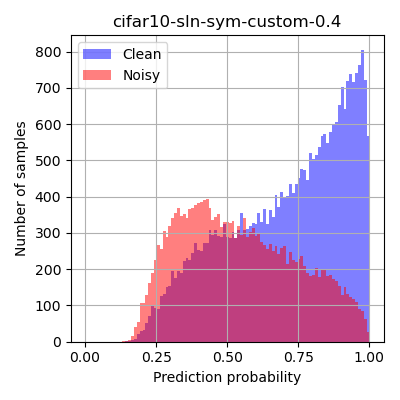 cifar10-sln-sym-custom-0.4
Clean
Noisy
Number of samples
800
700
600
500
400
300
200
100
0
0.00 0.25 0.50 0.75 1.00
Prediction probability